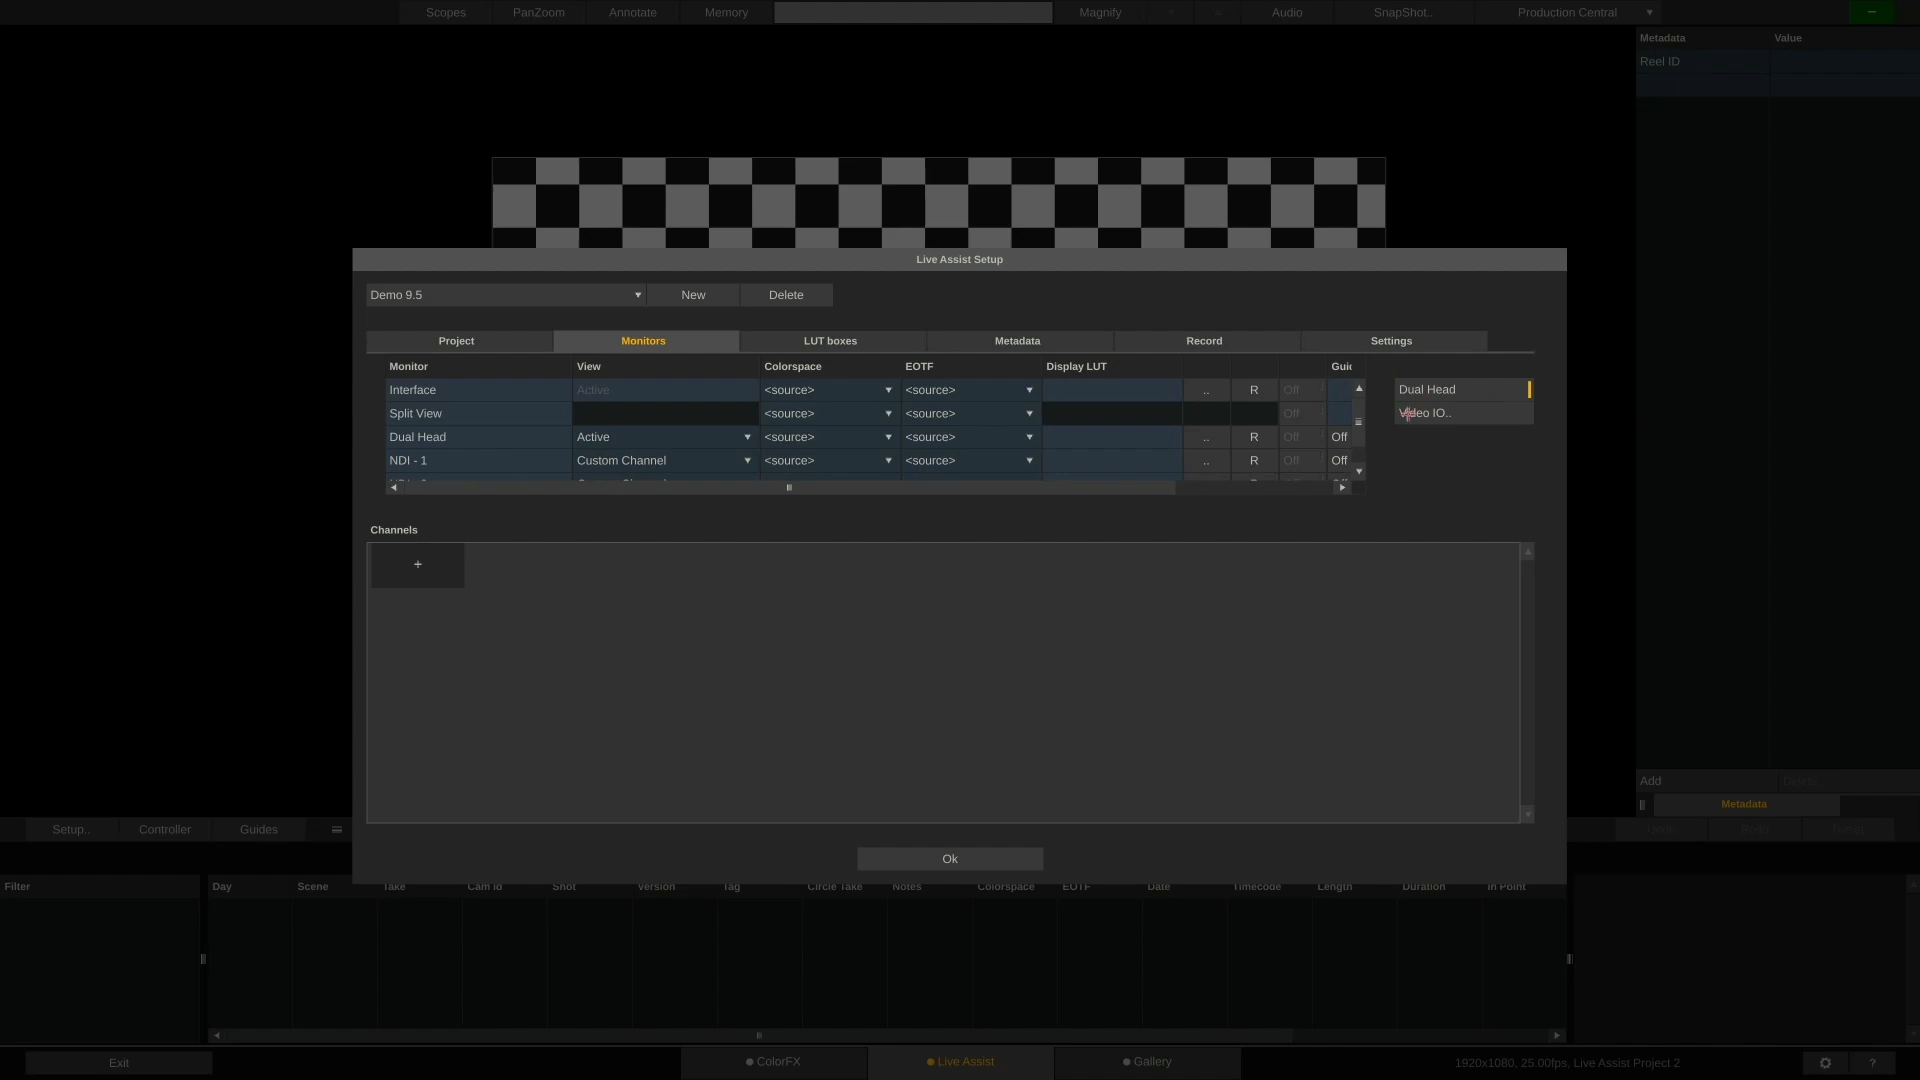 Scopes PanZoom Annotate Memory Magnify Audio SnapShot.. Production Central
Metadata Value
Reel ID
Live Assist Setup
Demo 9.5 New Delete
Project Monitors LUT boxes Metadata Record Settings
Monitor View Colorspace EOTF Display LUT Guid
Interface Active <source> <source> .. R Off Dual Head
Split View <source> <source> Off Video IO..
Dual Head Active <source> <source> .. R Off Off
NDI - 1 Custom Channel <source> <source> .. R Off Off
Channels
+
Add Delete
Metadata
Setup.. Controller Guides
Ok
Filter Day Scene Take Cam Id Shot Version Tag Circle Take Notes Colorspace EOTF Date Timecode Length Duration In Point
Exit ColorFX Live Assist Gallery 1920x1080, 25.00fps, Live Assist Project 2 ?